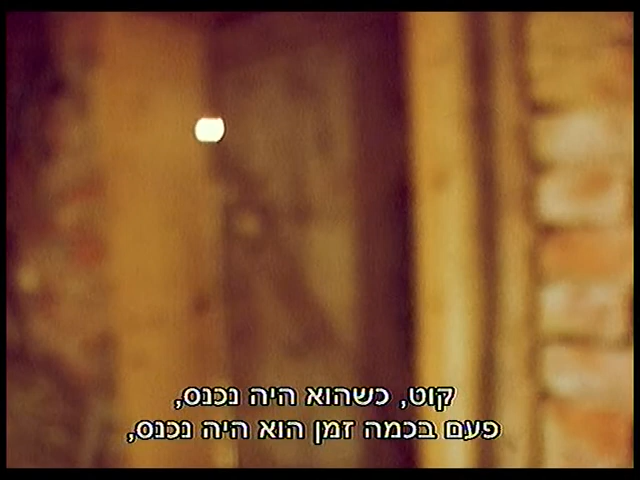 קוט, כשהוא היה נכנס,
פעם בכמה זמן הוא היה נכנס,